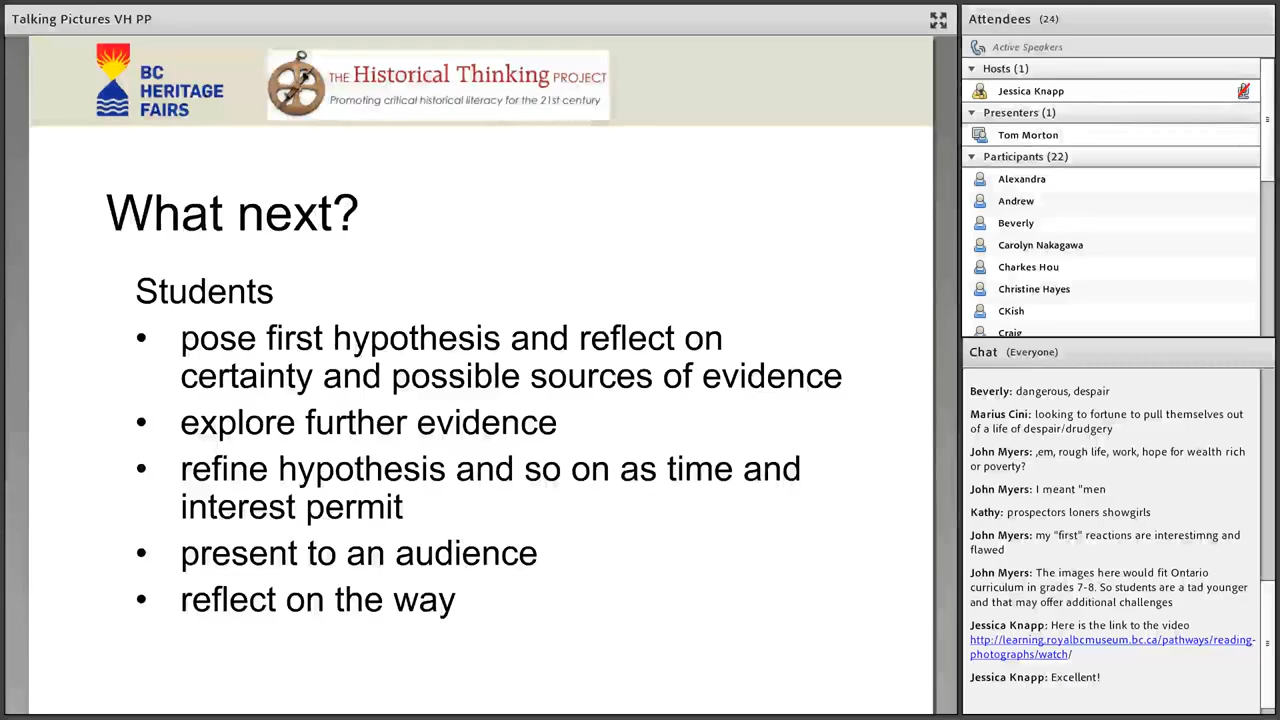 Talking Pictures VH PP
BC
HERITAGE
FAIRS
THE Historical Thinking PROJECT
Promoting critical historical literacy for the 21st century
What next?
Students
• pose first hypothesis and reflect on
certainty and possible sources of evidence
• explore further evidence
• refine hypothesis and so on as time and
interest permit
• present to an audience
• reflect on the way
Attendees (24)
Active Speakers
Hosts (1)
Jessica Knapp
Presenters (1)
Tom Morton
Participants (22)
Alexandra
Andrew
Beverly
Carolyn Nakagawa
Charkes Hou
Christine Hayes
CKish
Craig
Chat (Everyone)
Beverly: dangerous, despair
Marius Cini: looking to fortune to pull themselves out
of a life of despair/drudgery
John Myers: ,em, rough life, work, hope for wealth rich
or poverty?
John Myers: I meant "men
Kathy: prospectors loners showgirls
John Myers: my "first" reactions are interestimng and
flawed
John Myers: The images here would fit Ontario
curriculum in grades 7-8. So students are a tad younger
and that may offer additional challenges
Jessica Knapp: Here is the link to the video
http://learning.royalbcmuseum.bc.ca/pathways/reading-
photographs/watch/
Jessica Knapp: Excellent!